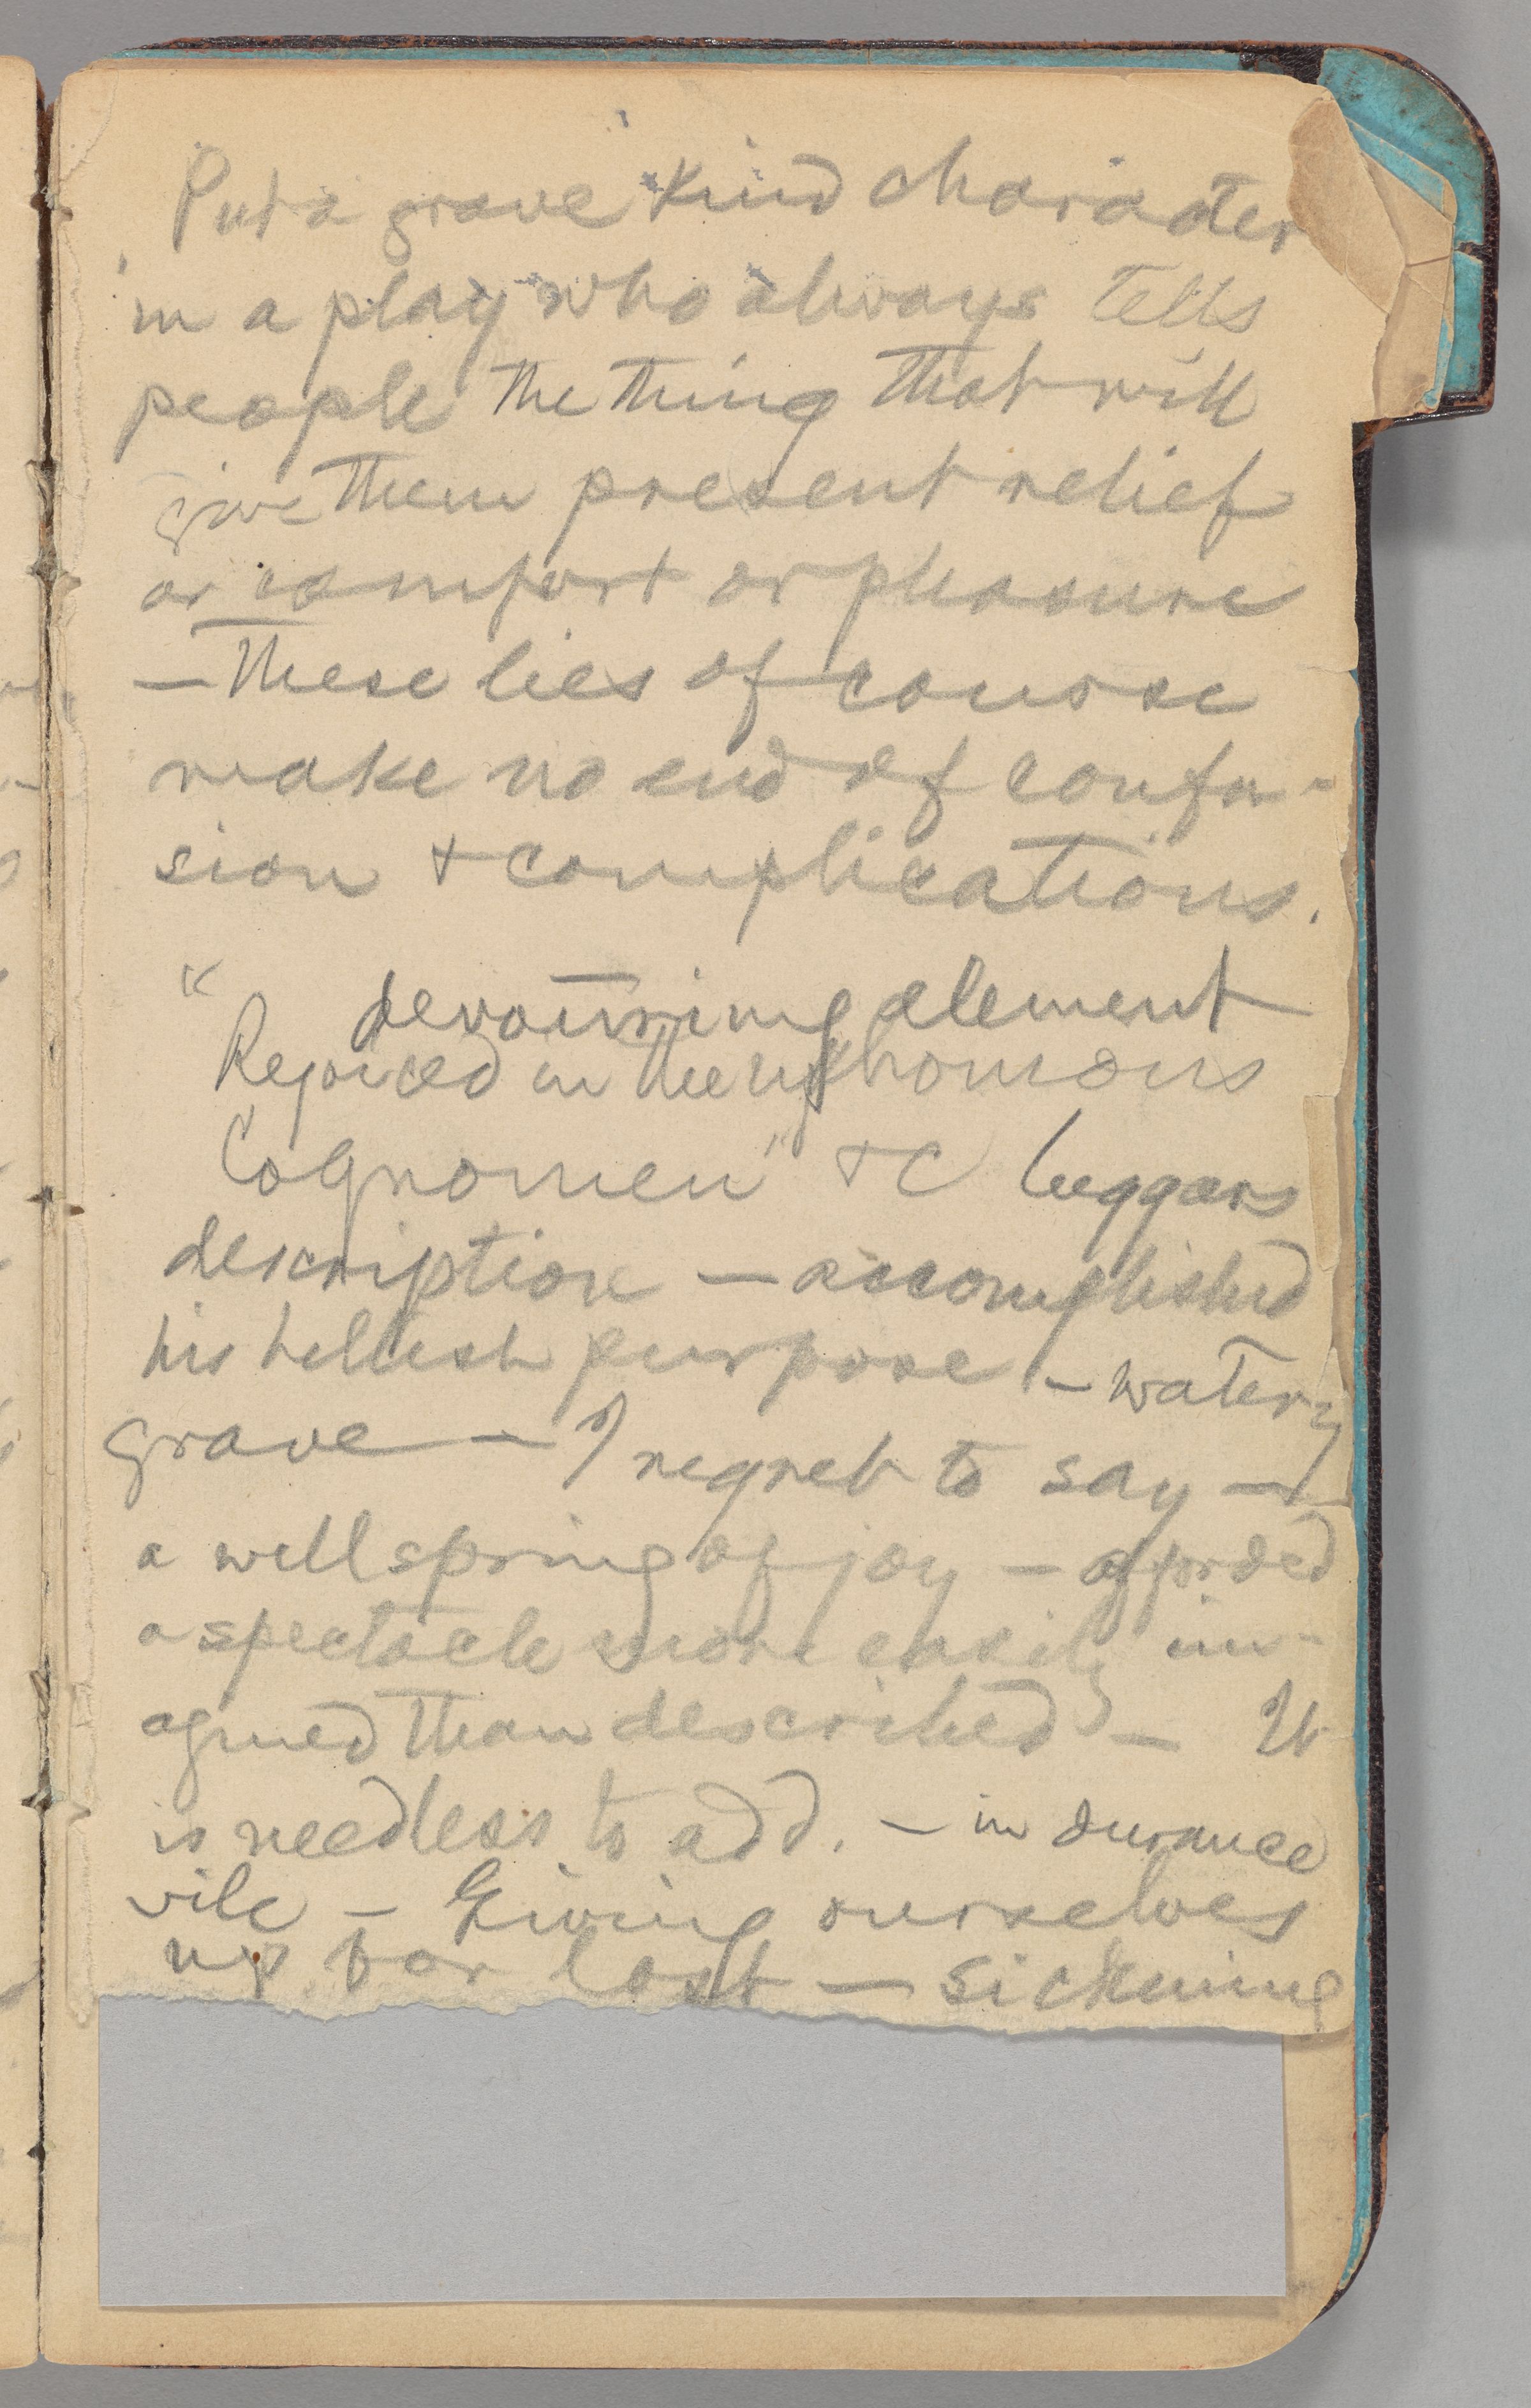 Put a grave kind character
in a play who always tells
people the thing that will
give them present relief
or comfort or pleasure
— These lies of course
make no end of confu-
sion & complications.
" devouring element
Rejoiced in the
Cognomen" &c beggars
description — accomplished
his hellish purpose — watery
grave — I regret to say —
a wellspring of joy — afforded
a spectacle more easily im-
agined than described — It
is needless to add. — in durance
vile — Giving ourselves
up for lost — sickening